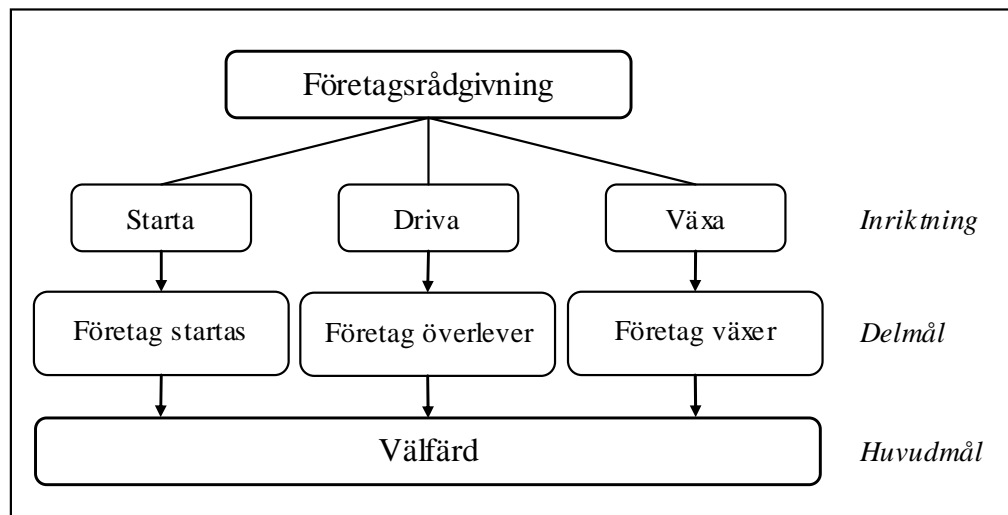 Företagsrådgivning
Starta Driva Växa Inriktning
Företag startas Företag överlever Företag växer Delmål
Välfärd Huvudmål